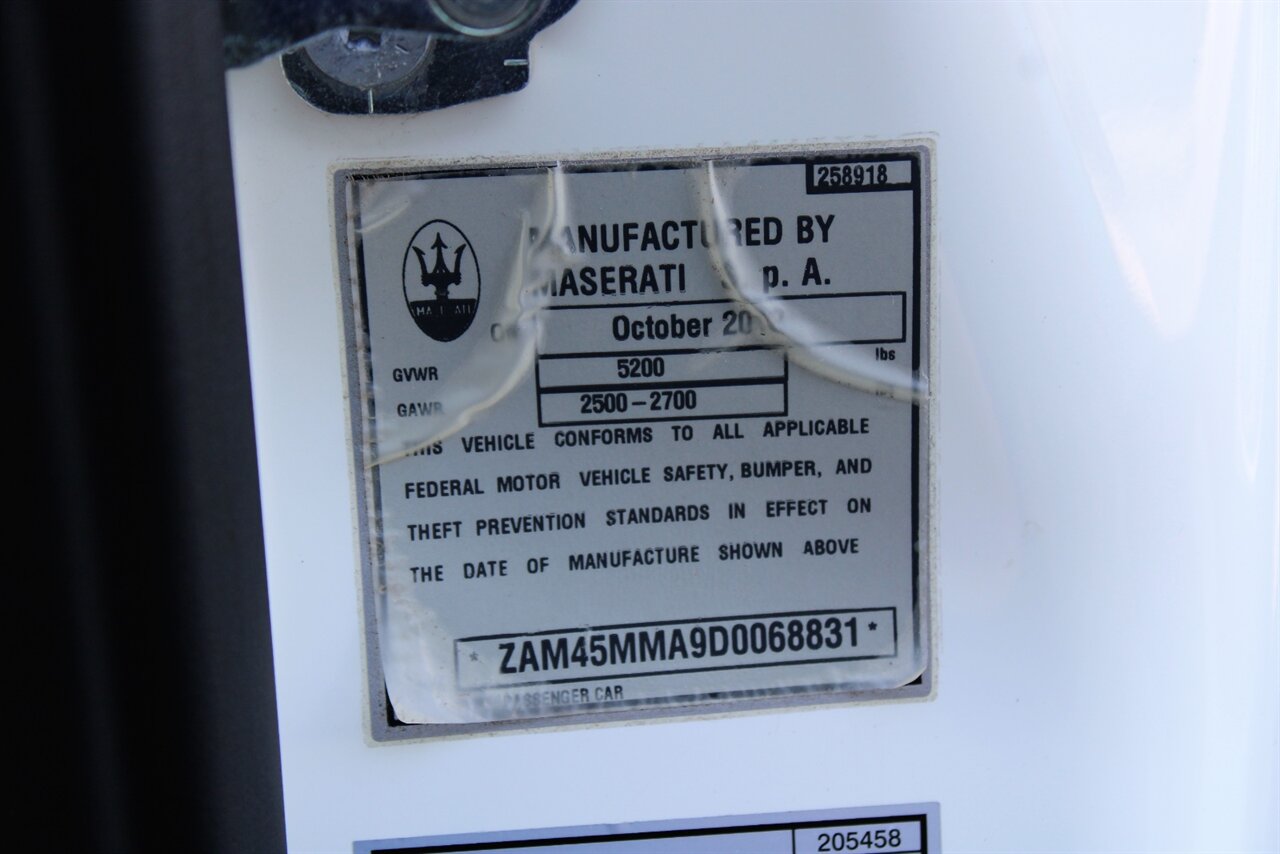 258918
MANUFACTURED BY
MASERATI p. A.
October
GVWR 5200 lbs
GAWR 2500-2700
THIS VEHICLE CONFORMS TO ALL APPLICABLE
FEDERAL MOTOR VEHICLE SAFETY, BUMPER, AND
THEFT PREVENTION STANDARDS IN EFFECT ON
THE DATE OF MANUFACTURE SHOWN ABOVE
* ZAM45MMA9D0068831 *
PASSENGER CAR
205458